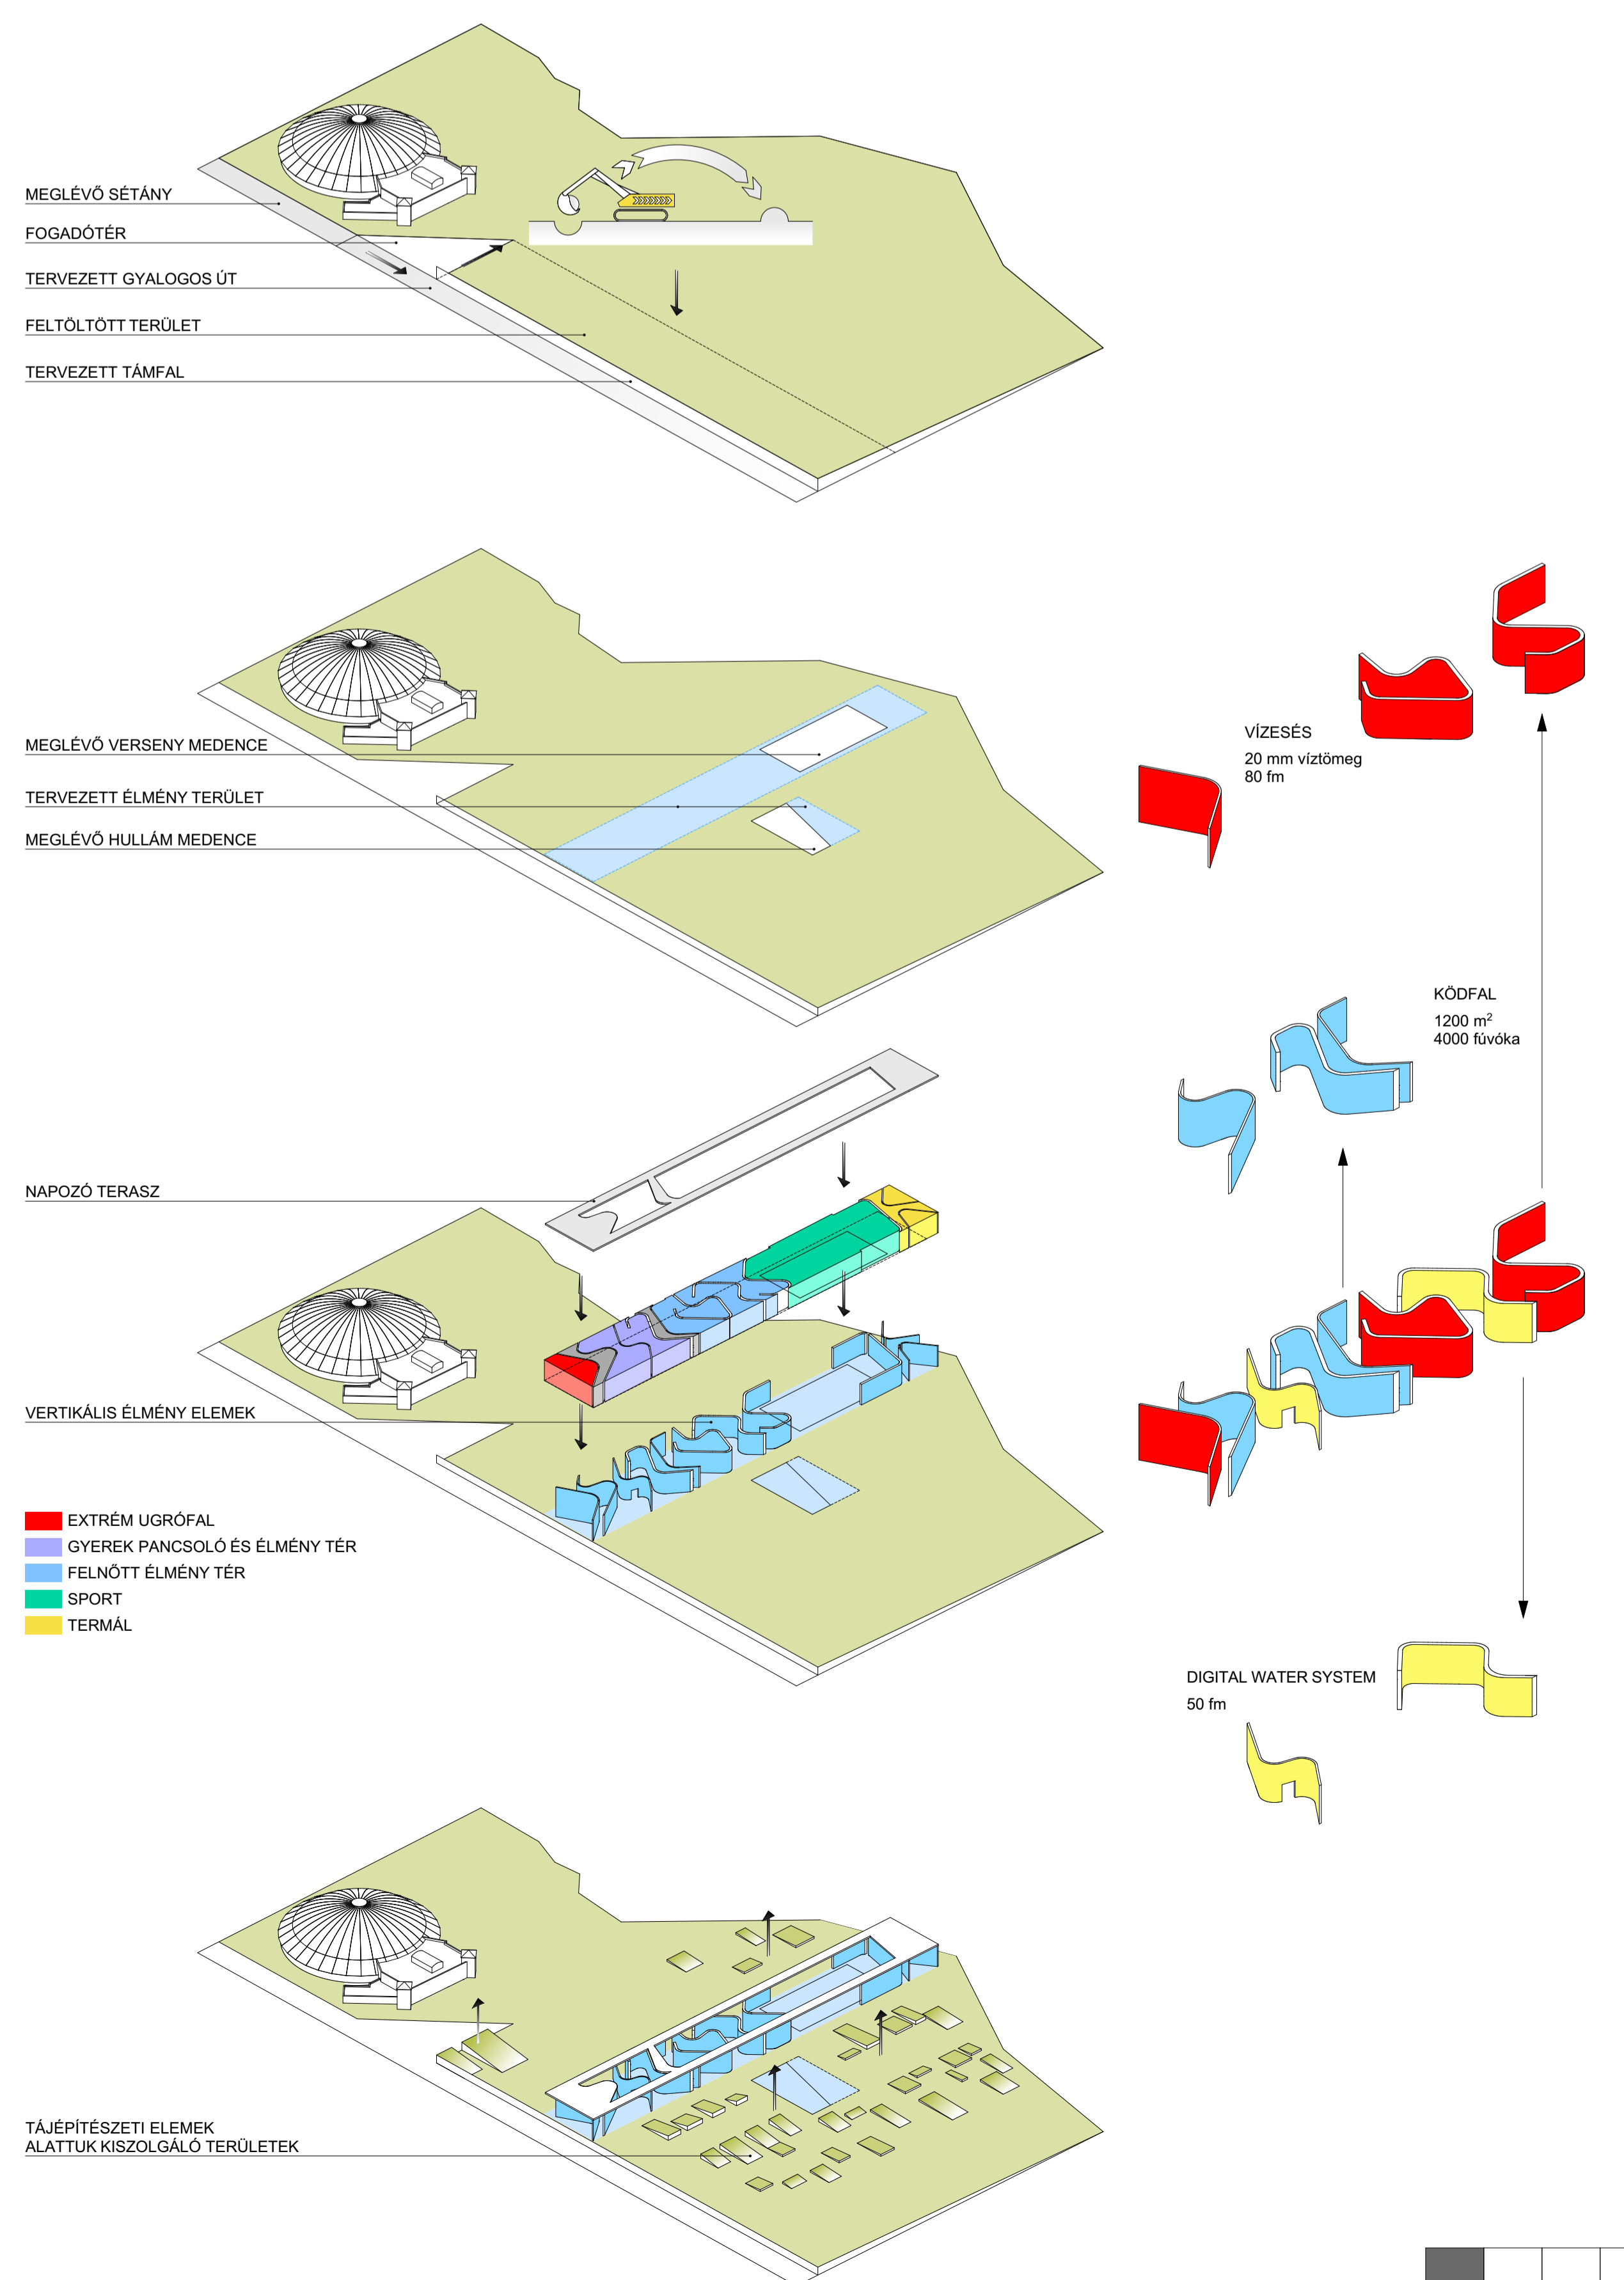 MEGLÉVŐ SÉTÁNY
FOGADÓTÉR
TERVEZETT GYALOGOS ÚT
FELTÖLTÖTT TERÜLET
TERVEZETT TÁMFAL
MEGLÉVŐ VERSENY MEDENCE
TERVEZETT ÉLMÉNY TERÜLET
MEGLÉVŐ HULLÁM MEDENCE
VÍZESÉS
20 mm víztömeg
80 fm
KÖDFAL
1200 m²
4000 fúvóka
NAPOZÓ TERASZ
VERTIKÁLIS ÉLMÉNY ELEMEK
EXTRÉM UGRÓFAL
GYEREK PANCSOLÓ ÉS ÉLMÉNY TÉR
FELNŐTT ÉLMÉNY TÉR
SPORT
TERMÁL
DIGITAL WATER SYSTEM
50 fm
TÁJÉPÍTÉSZETI ELEMEK
ALATTUK KISZOLGÁLÓ TERÜLETEK